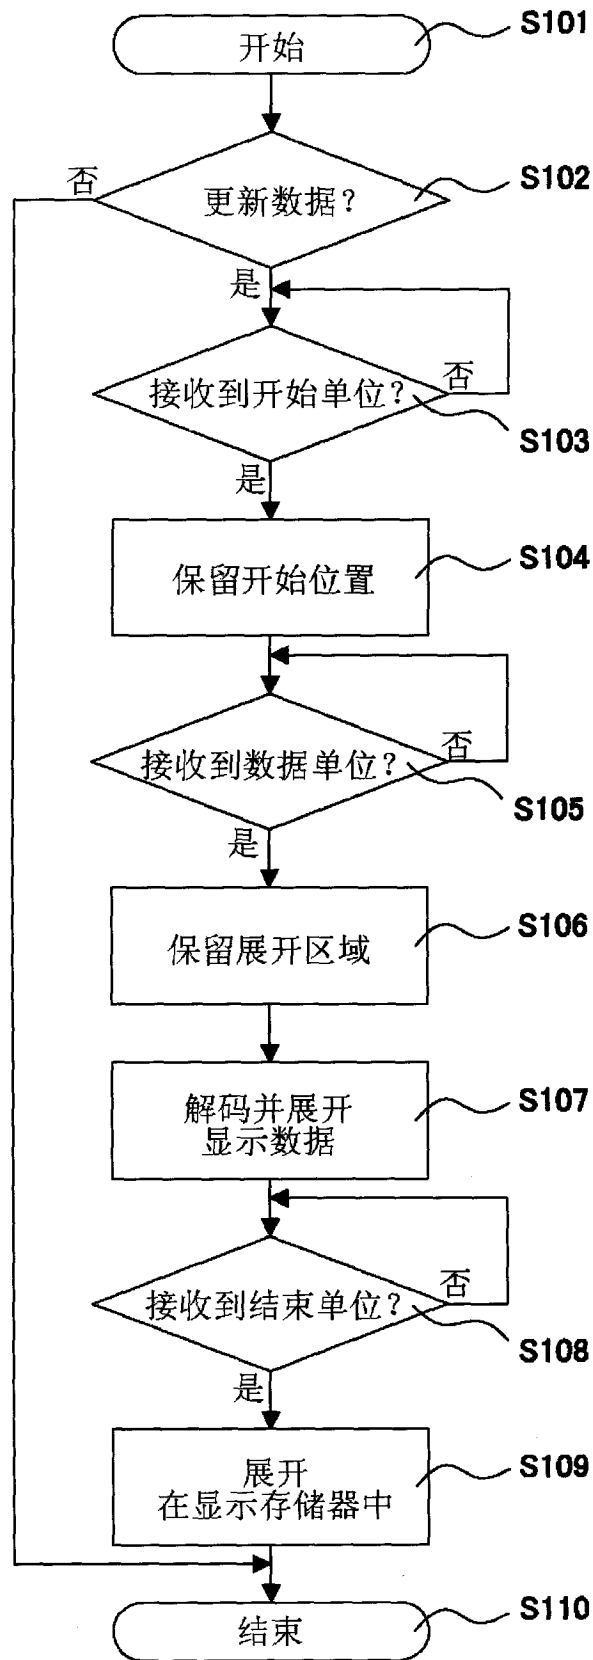 开始
S101
更新数据？
S102
否
是
接收到开始单位？
否
S103
是
保留开始位置
S104
接收到数据单位？
否
S105
是
保留展开区域
S106
解码并展开
显示数据
S107
接收到结束单位？
否
S108
是
展开
在显示存储器中
S109
结束
S110